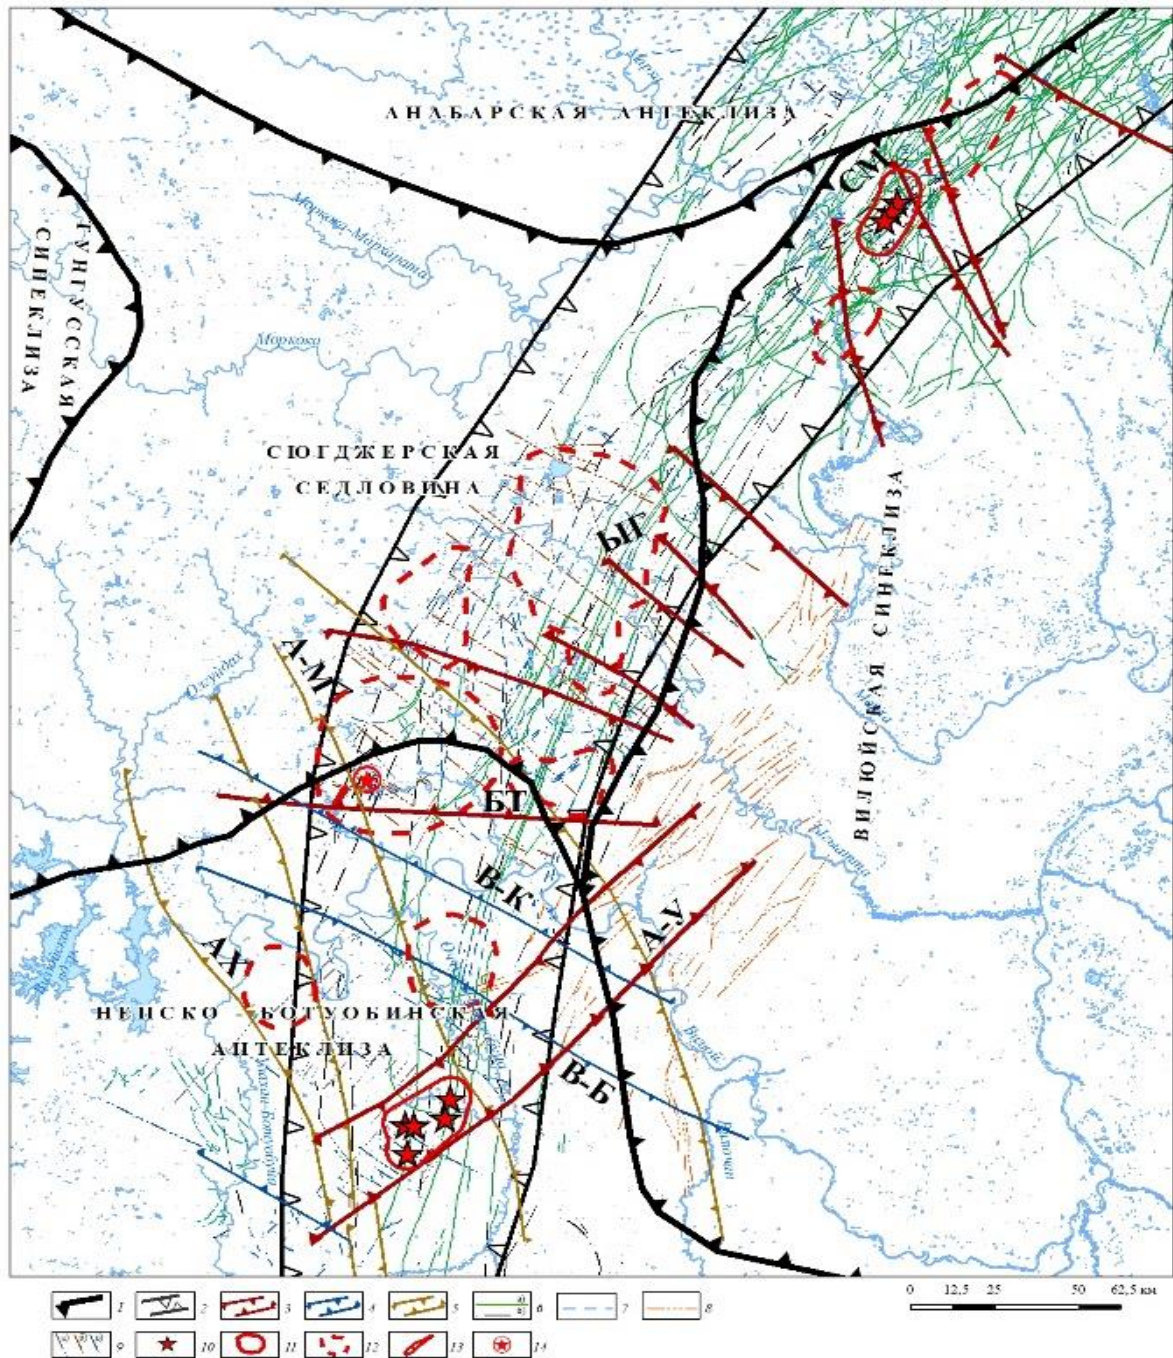 АНАБАРСКАЯ АНТЕКЛИЗА
СМ
Мархара
Моркока
ТУНГУССКАЯ
СИНЕКЛИЗА
СЮГДЖЕРСКАЯ
СЕДЛОВИНА
ЫГ
ВИЛЮЙСКАЯ СИНЕКЛИЗА
А-М
БТ
Ыгыатта
В-К
А-У
АХ
НЕПСКО БОТУОБИНСКАЯ
АНТЕКЛИЗА
Вилюй
В-Б
1 2 3 4 5 а) б) 6 7 8
0 12,5 25 50 62,5 км
а) б) в) 9 10 11 12 13 14